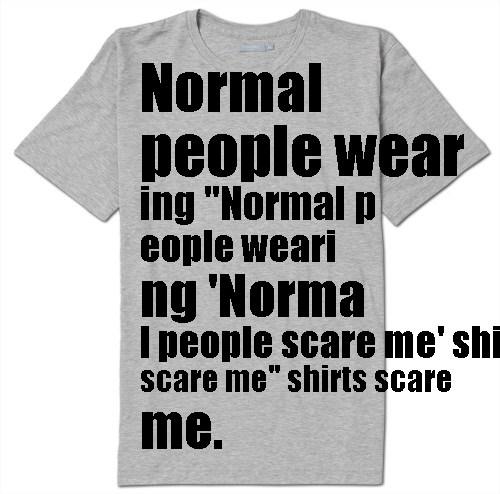 Normal
people wear
ing "Normal p
eople weari
ng 'Norma
l people scare me' shi
scare me" shirts scare
me.